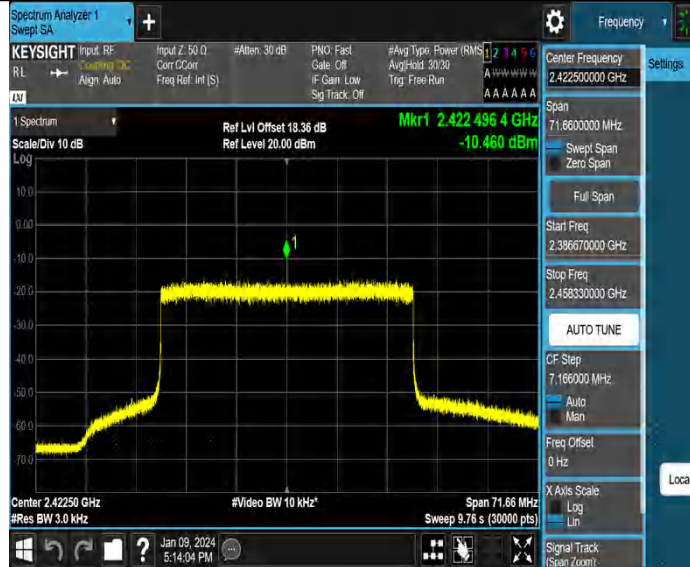 Spectrum Analyzer 1
Swept SA
+
Frequency
KEYSIGHT
RL
LXI
Input: RF
Coupling: DC
Align: Auto
Input Z: 50 Ω
Corr CCorr
Freq Ref: Int (S)
#Atten: 30 dB
PNO: Fast
Gate: Off
IF Gain: Low
Sig Track: Off
#Avg Type: Power (RMS
Avg|Hold: 30/30
Trig: Free Run
1 2 3 4 5 6
A W W W W W
A A A A A A
1 Spectrum
Scale/Div 10 dB
Ref Lvl Offset 18.36 dB
Ref Level 20.00 dBm
Mkr1 2.422 496 4 GHz
-10.460 dBm
Log
10.0
0.00
-10.0
-20.0
-30.0
-40.0
-50.0
-60.0
-70.0
1
Center 2.42250 GHz
#Res BW 3.0 kHz
#Video BW 10 kHz*
Span 71.66 MHz
Sweep 9.76 s (30000 pts)
?
Jan 09, 2024
5:14:04 PM
Center Frequency
2.422500000 GHz
Settings
Span
71.6600000 MHz
Swept Span
Zero Span
Full Span
Start Freq
2.386670000 GHz
Stop Freq
2.458330000 GHz
AUTO TUNE
CF Step
7.166000 MHz
Auto
Man
Freq Offset
0 Hz
X Axis Scale
Log
Lin
Loca
Signal Track
(Span Zoom)